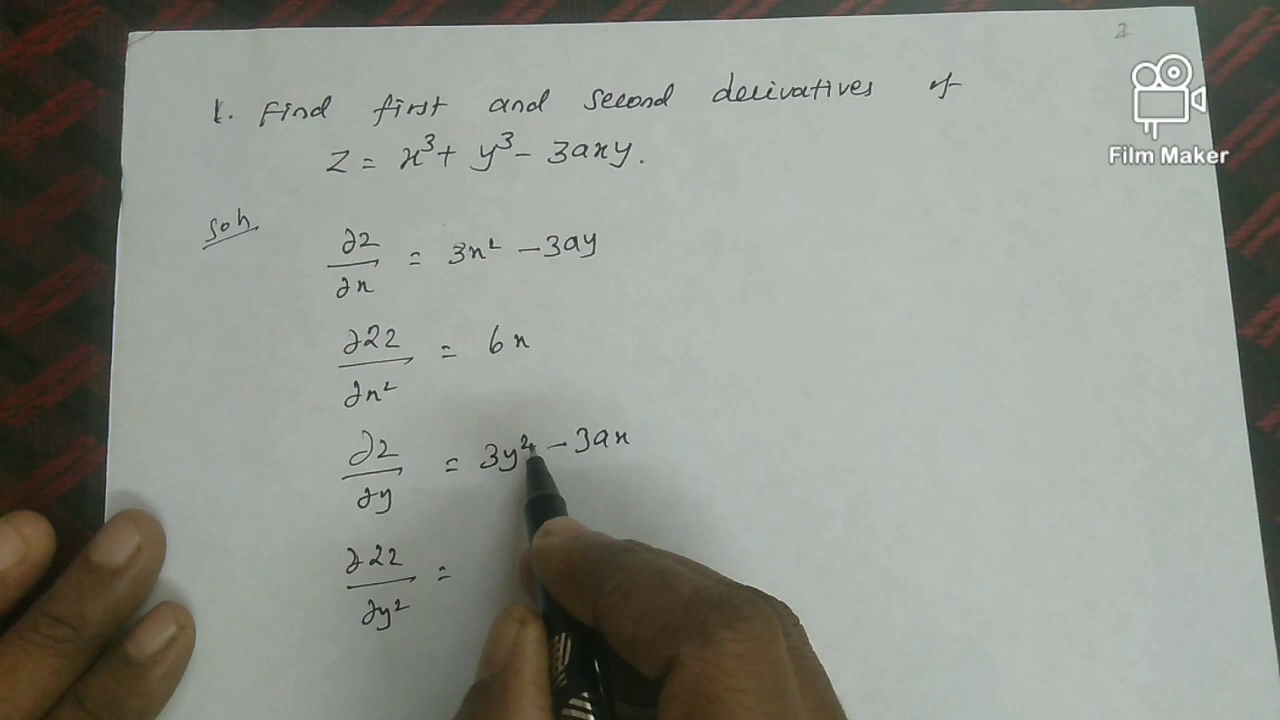 2
1. Find first and second derivatives of
z = x³ + y³ - 3axy.
Film Maker
Soln
∂z/∂x = 3x² - 3ay
∂²z/∂x² = 6x
∂z/∂y = 3y² - 3ax
∂²z/∂y² =